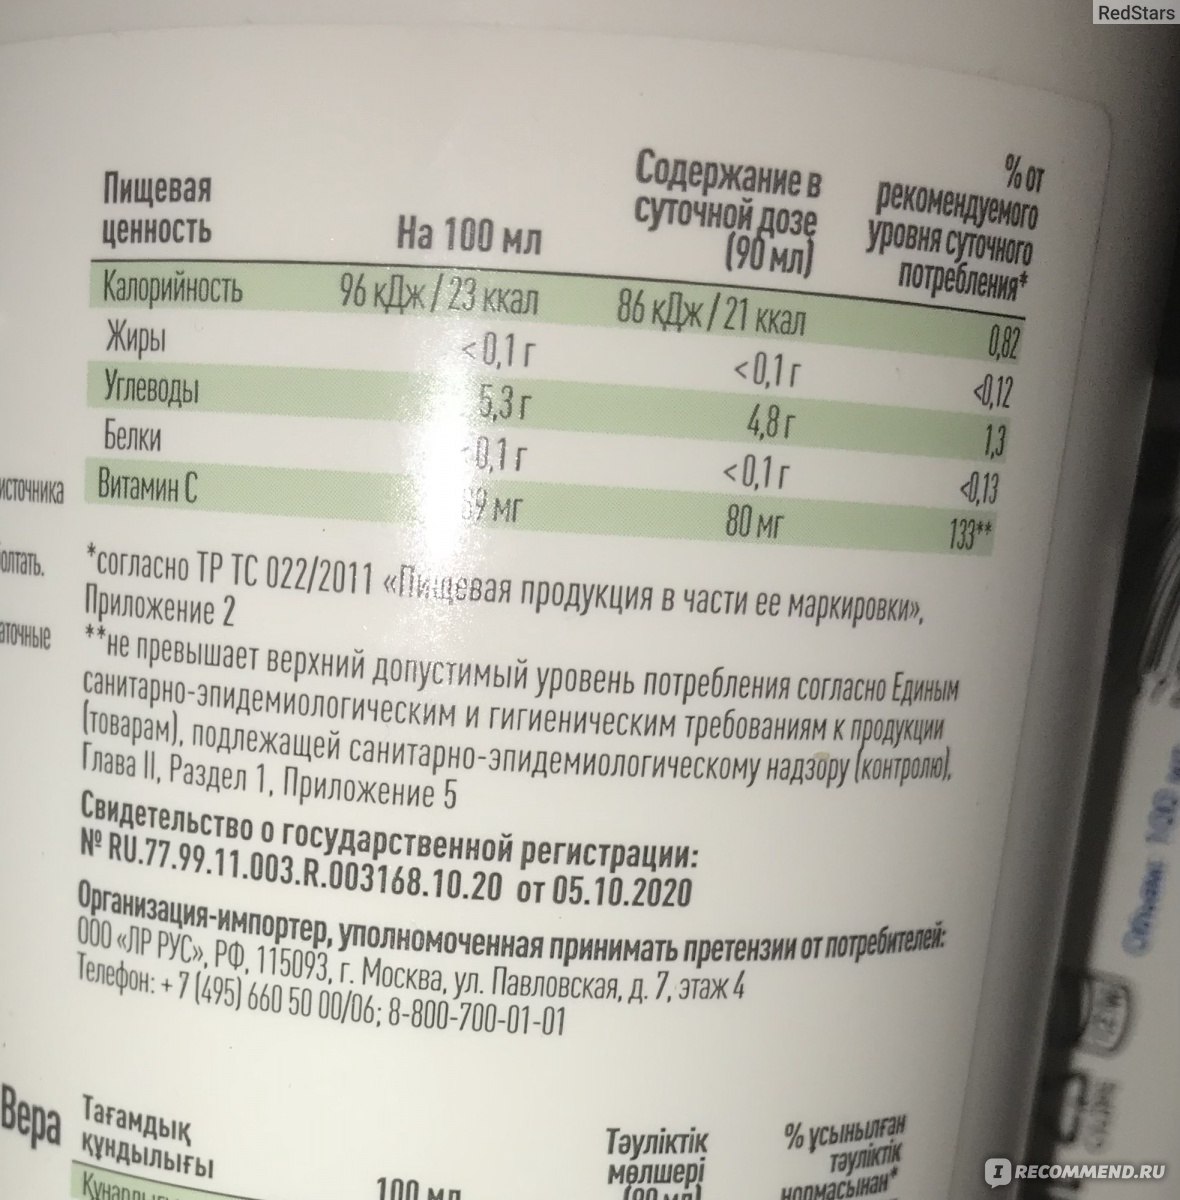 RedStars
Пищевая ценность
На 100 мл
Содержание в суточной дозе (90 мл)
% от рекомендуемого уровня суточного потребления*
Калорийность 96 кДж / 23 ккал 86 кДж / 21 ккал 0,82
Жиры <0,1 г <0,1 г <0,12
Углеводы 5,3 г 4,8 г 1,3
Белки <0,1 г <0,1 г <0,13
Витамин С мг 80 мг 133**
источника
олтать.
аточные
*согласно ТР ТС 022/2011 «Пищевая продукция в части ее маркировки»,
Приложение 2
**не превышает верхний допустимый уровень потребления согласно Единым
санитарно-эпидемиологическим и гигиеническим требованиям к продукции
(товарам), подлежащей санитарно-эпидемиологическому надзору (контролю),
Глава II, Раздел 1, Приложение 5
Свидетельство о государственной регистрации:
№ RU.77.99.11.003.R.003168.10.20 от 05.10.2020
Организация-импортер, уполномоченная принимать претензии от потребителей:
ООО «ЛР РУС», РФ, 115093, г. Москва, ул. Павловская, д. 7, этаж 4
Телефон: + 7 (495) 660 50 00/06; 8-800-700-01-01
Вера
Тағамдық құндылығы
100 мл
Тәуліктік мөлшері (90 мл)
% ұсынылған тәуліктік нормасынан*
IRECOMMEND.RU